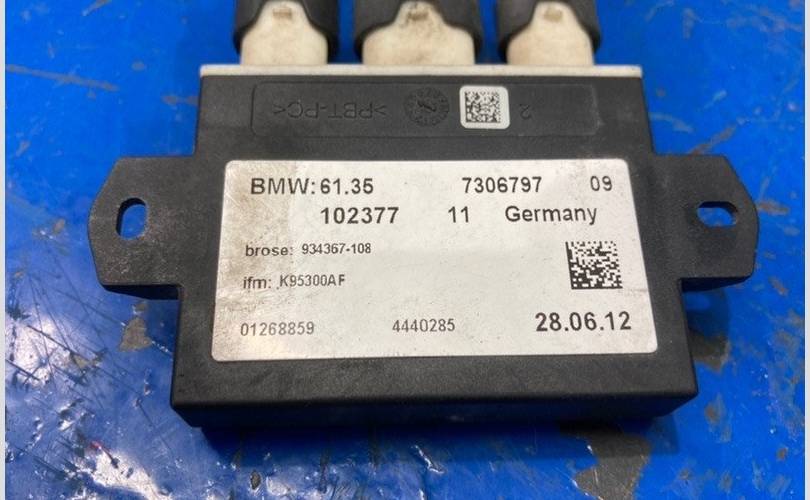 >PBT-PC< 2
BMW: 61.35 7306797 09
102377 11 Germany
brose: 934367-108
ifm: K95300AF
01268859 4440285
28.06.12